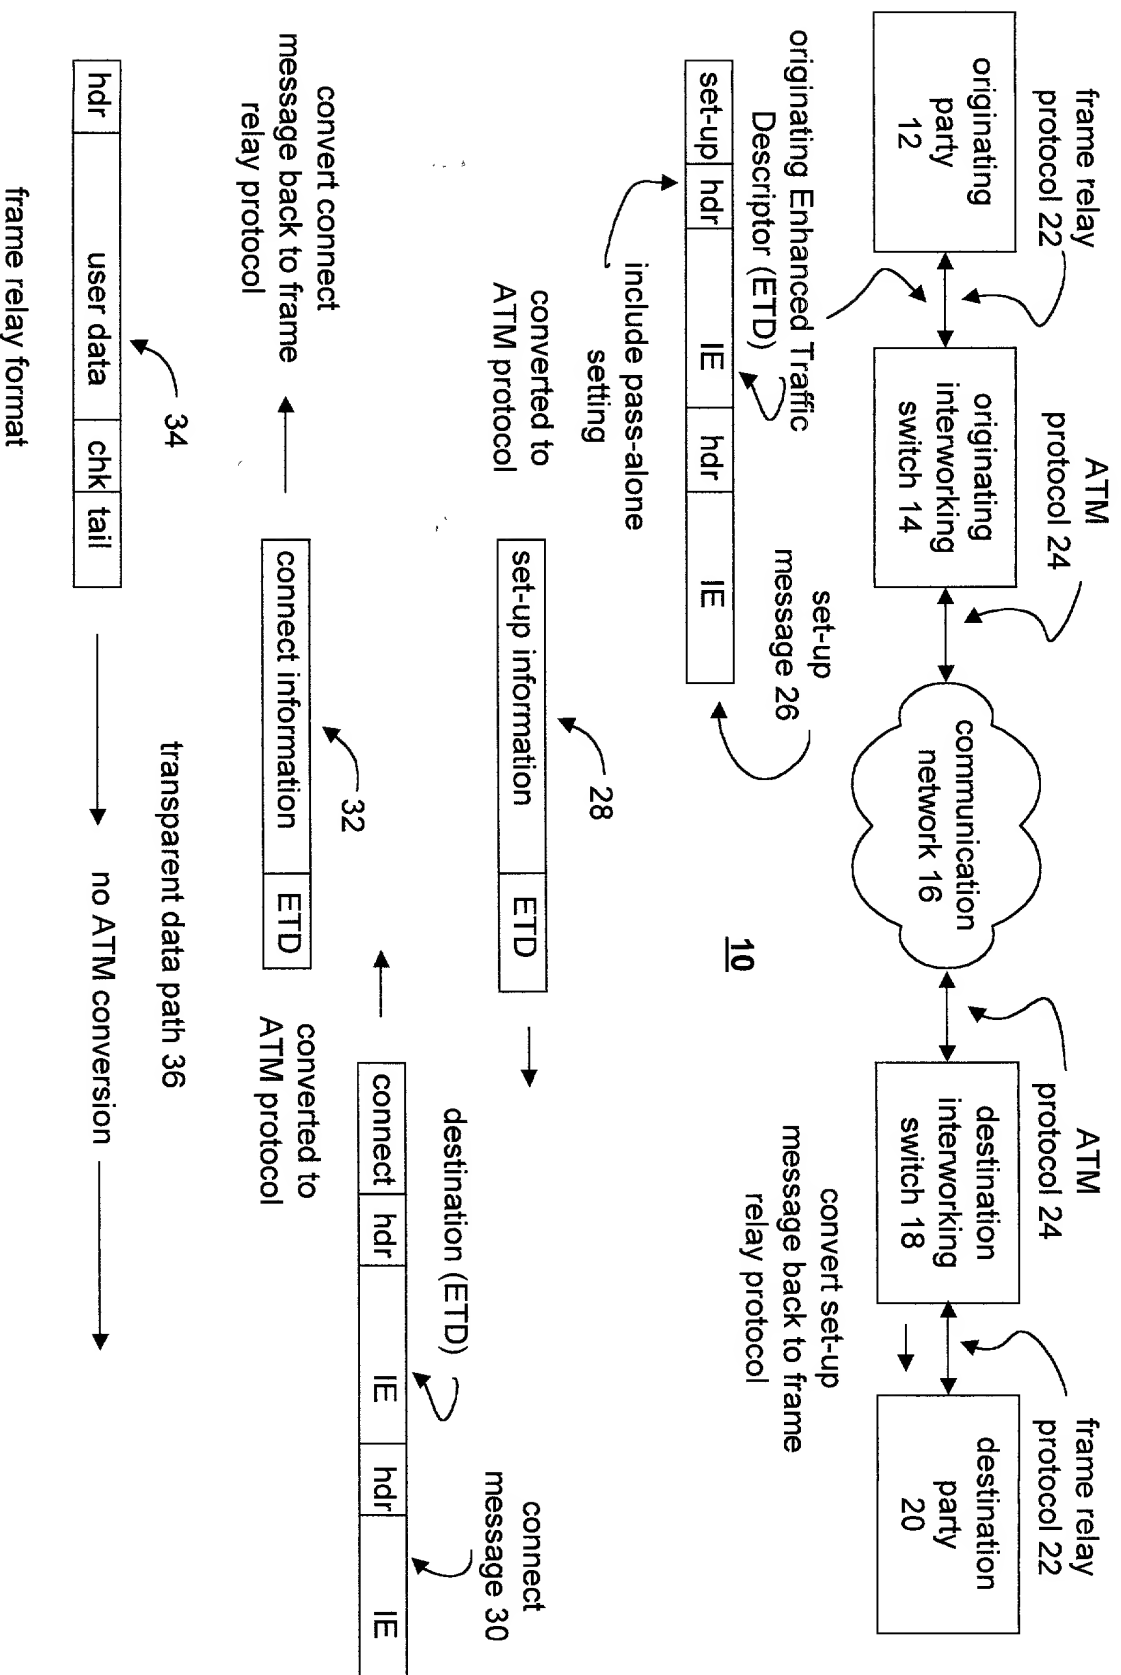 frame relay
protocol 22
ATM
protocol 24
ATM
protocol 24
frame relay
protocol 22
originating
party
12
originating
interworking
switch 14
communication
network 16
destination
interworking
switch 18
destination
party
20
originating Enhanced Traffic
Descriptor (ETD)
set-up
message 26
10
convert set-up
message back to frame
relay protocol
set-up hdr IE hdr IE
include pass-alone
setting
converted to
ATM protocol
28
set-up information ETD
destination (ETD)
connect
message 30
connect hdr IE hdr IE
convert connect
message back to frame
relay protocol
32
connect information ETD
converted to
ATM protocol
34
transparent data path 36
hdr user data chk tail
no ATM conversion
frame relay format